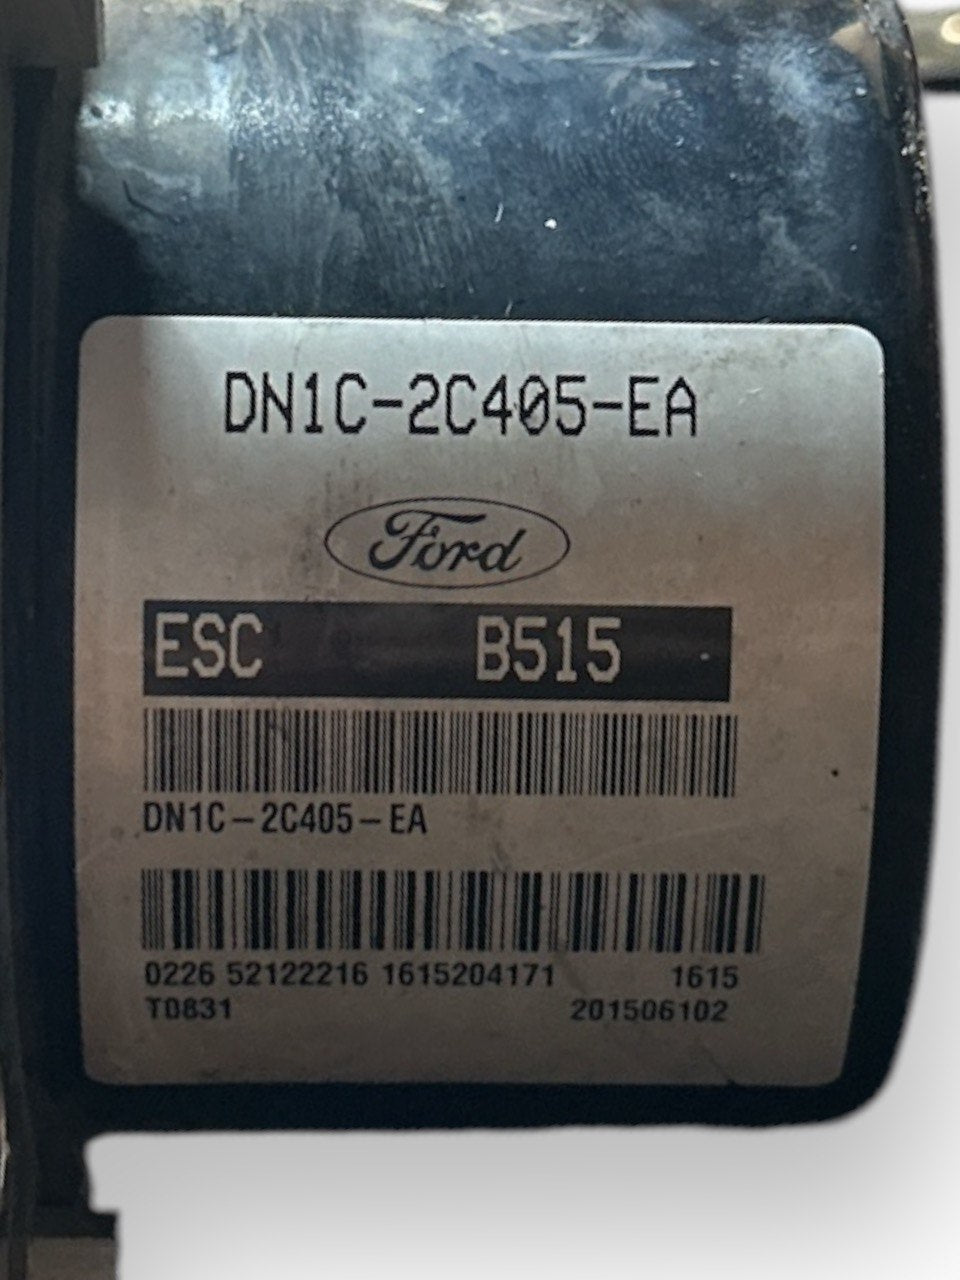 DN1C-2C405-EA
Ford
ESC B515
DN1C-2C405-EA
0226 52122216 1615204171 1615
T0831 201506102